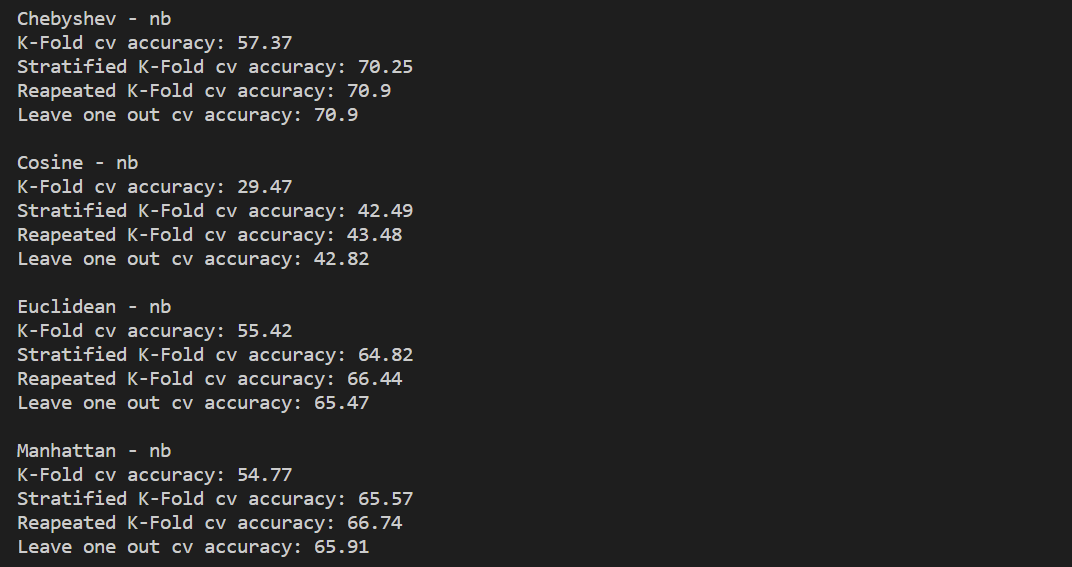 Chebyshev - nb
K-Fold cv accuracy: 57.37
Stratified K-Fold cv accuracy: 70.25
Reapeated K-Fold cv accuracy: 70.9
Leave one out cv accuracy: 70.9

Cosine - nb
K-Fold cv accuracy: 29.47
Stratified K-Fold cv accuracy: 42.49
Reapeated K-Fold cv accuracy: 43.48
Leave one out cv accuracy: 42.82

Euclidean - nb
K-Fold cv accuracy: 55.42
Stratified K-Fold cv accuracy: 64.82
Reapeated K-Fold cv accuracy: 66.44
Leave one out cv accuracy: 65.47

Manhattan - nb
K-Fold cv accuracy: 54.77
Stratified K-Fold cv accuracy: 65.57
Reapeated K-Fold cv accuracy: 66.74
Leave one out cv accuracy: 65.91